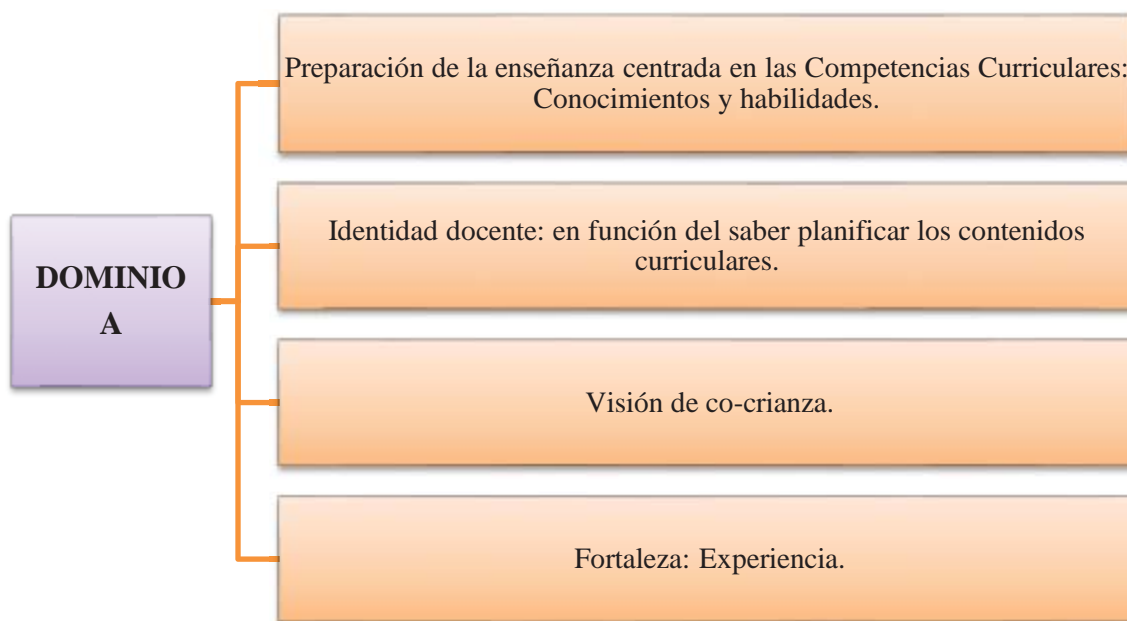 DOMINIO
A
Preparación de la enseñanza centrada en las Competencias Curriculares:
Conocimientos y habilidades.
Identidad docente: en función del saber planificar los contenidos
curriculares.
Visión de co-crianza.
Fortaleza: Experiencia.